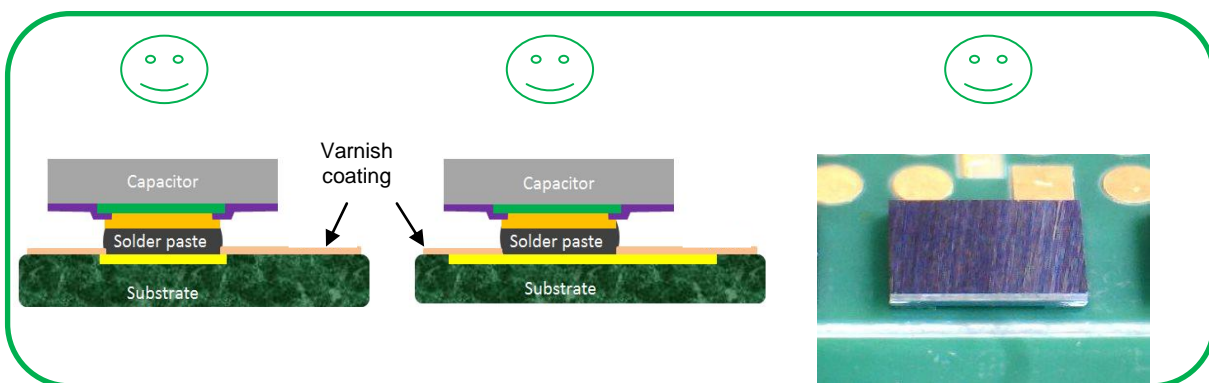 Varnish
coating
Capacitor
Solder paste
Substrate
Capacitor
Solder paste
Substrate